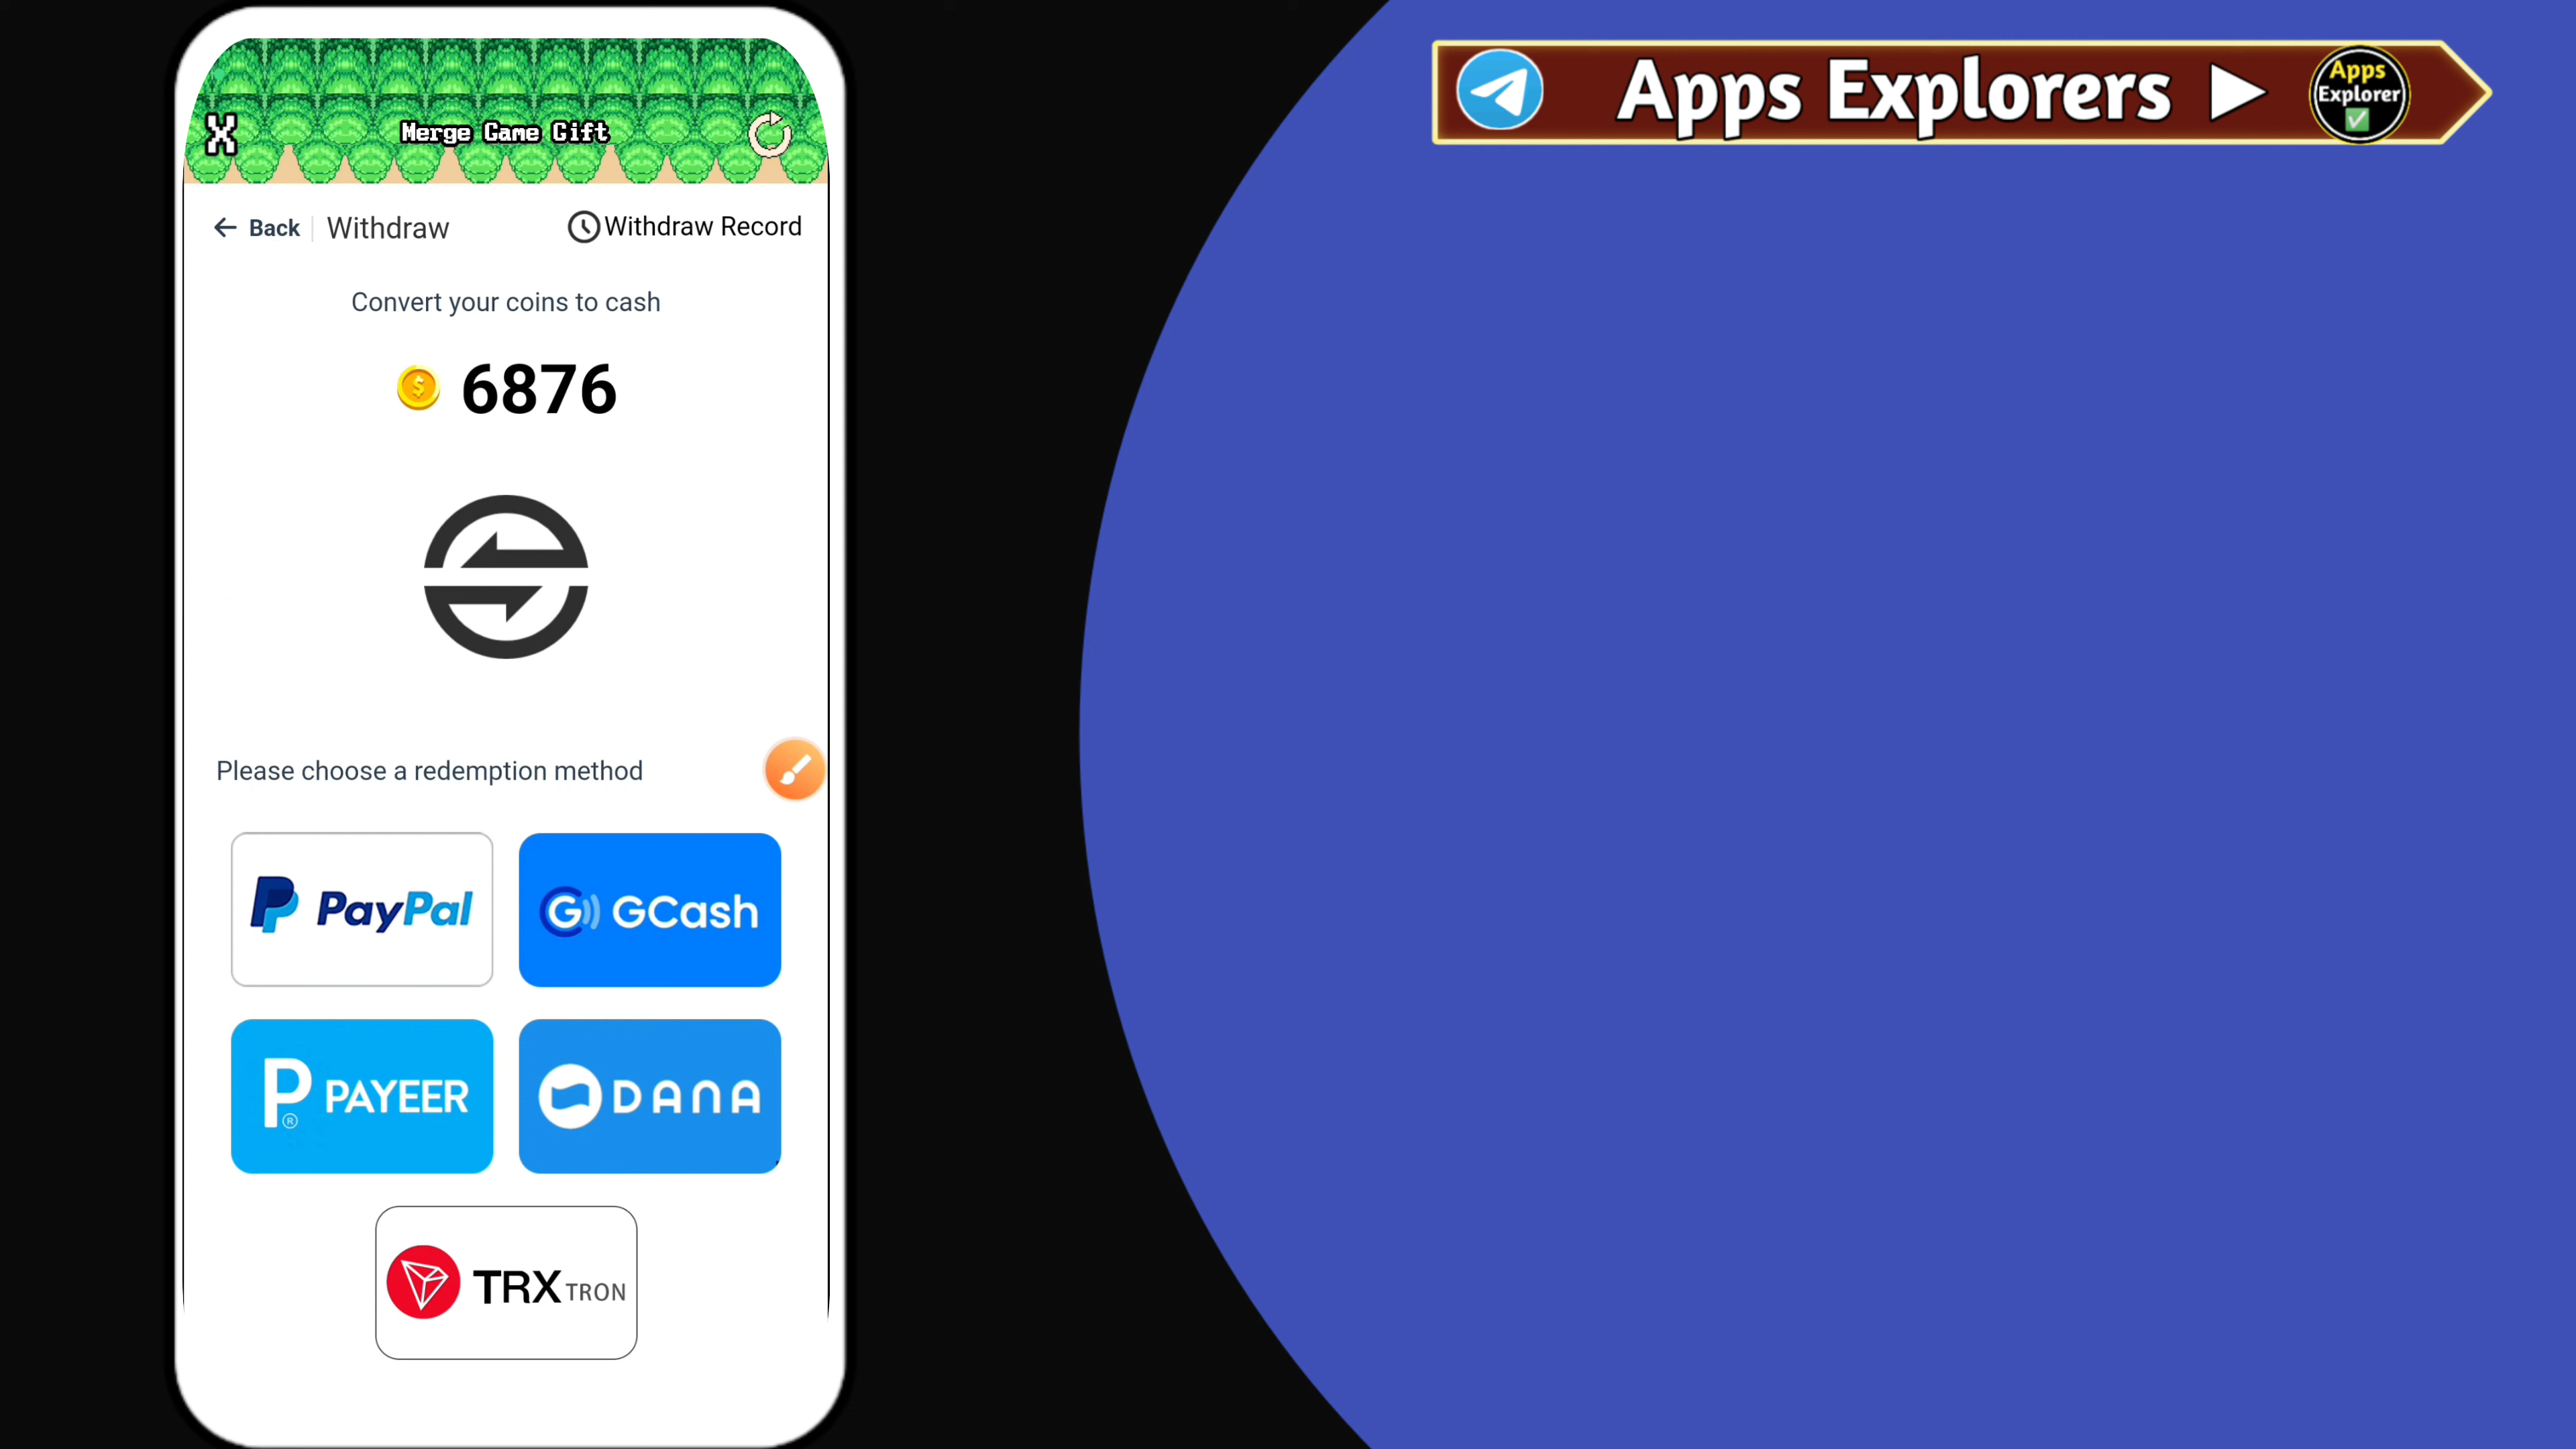 Apps Explorers
Apps
Explorer
Merge Game Gift
Back
Withdraw
Withdraw Record
Convert your coins to cash
6876
Please choose a redemption method
PayPal
GCash
PAYEER
DANA
TRX TRON